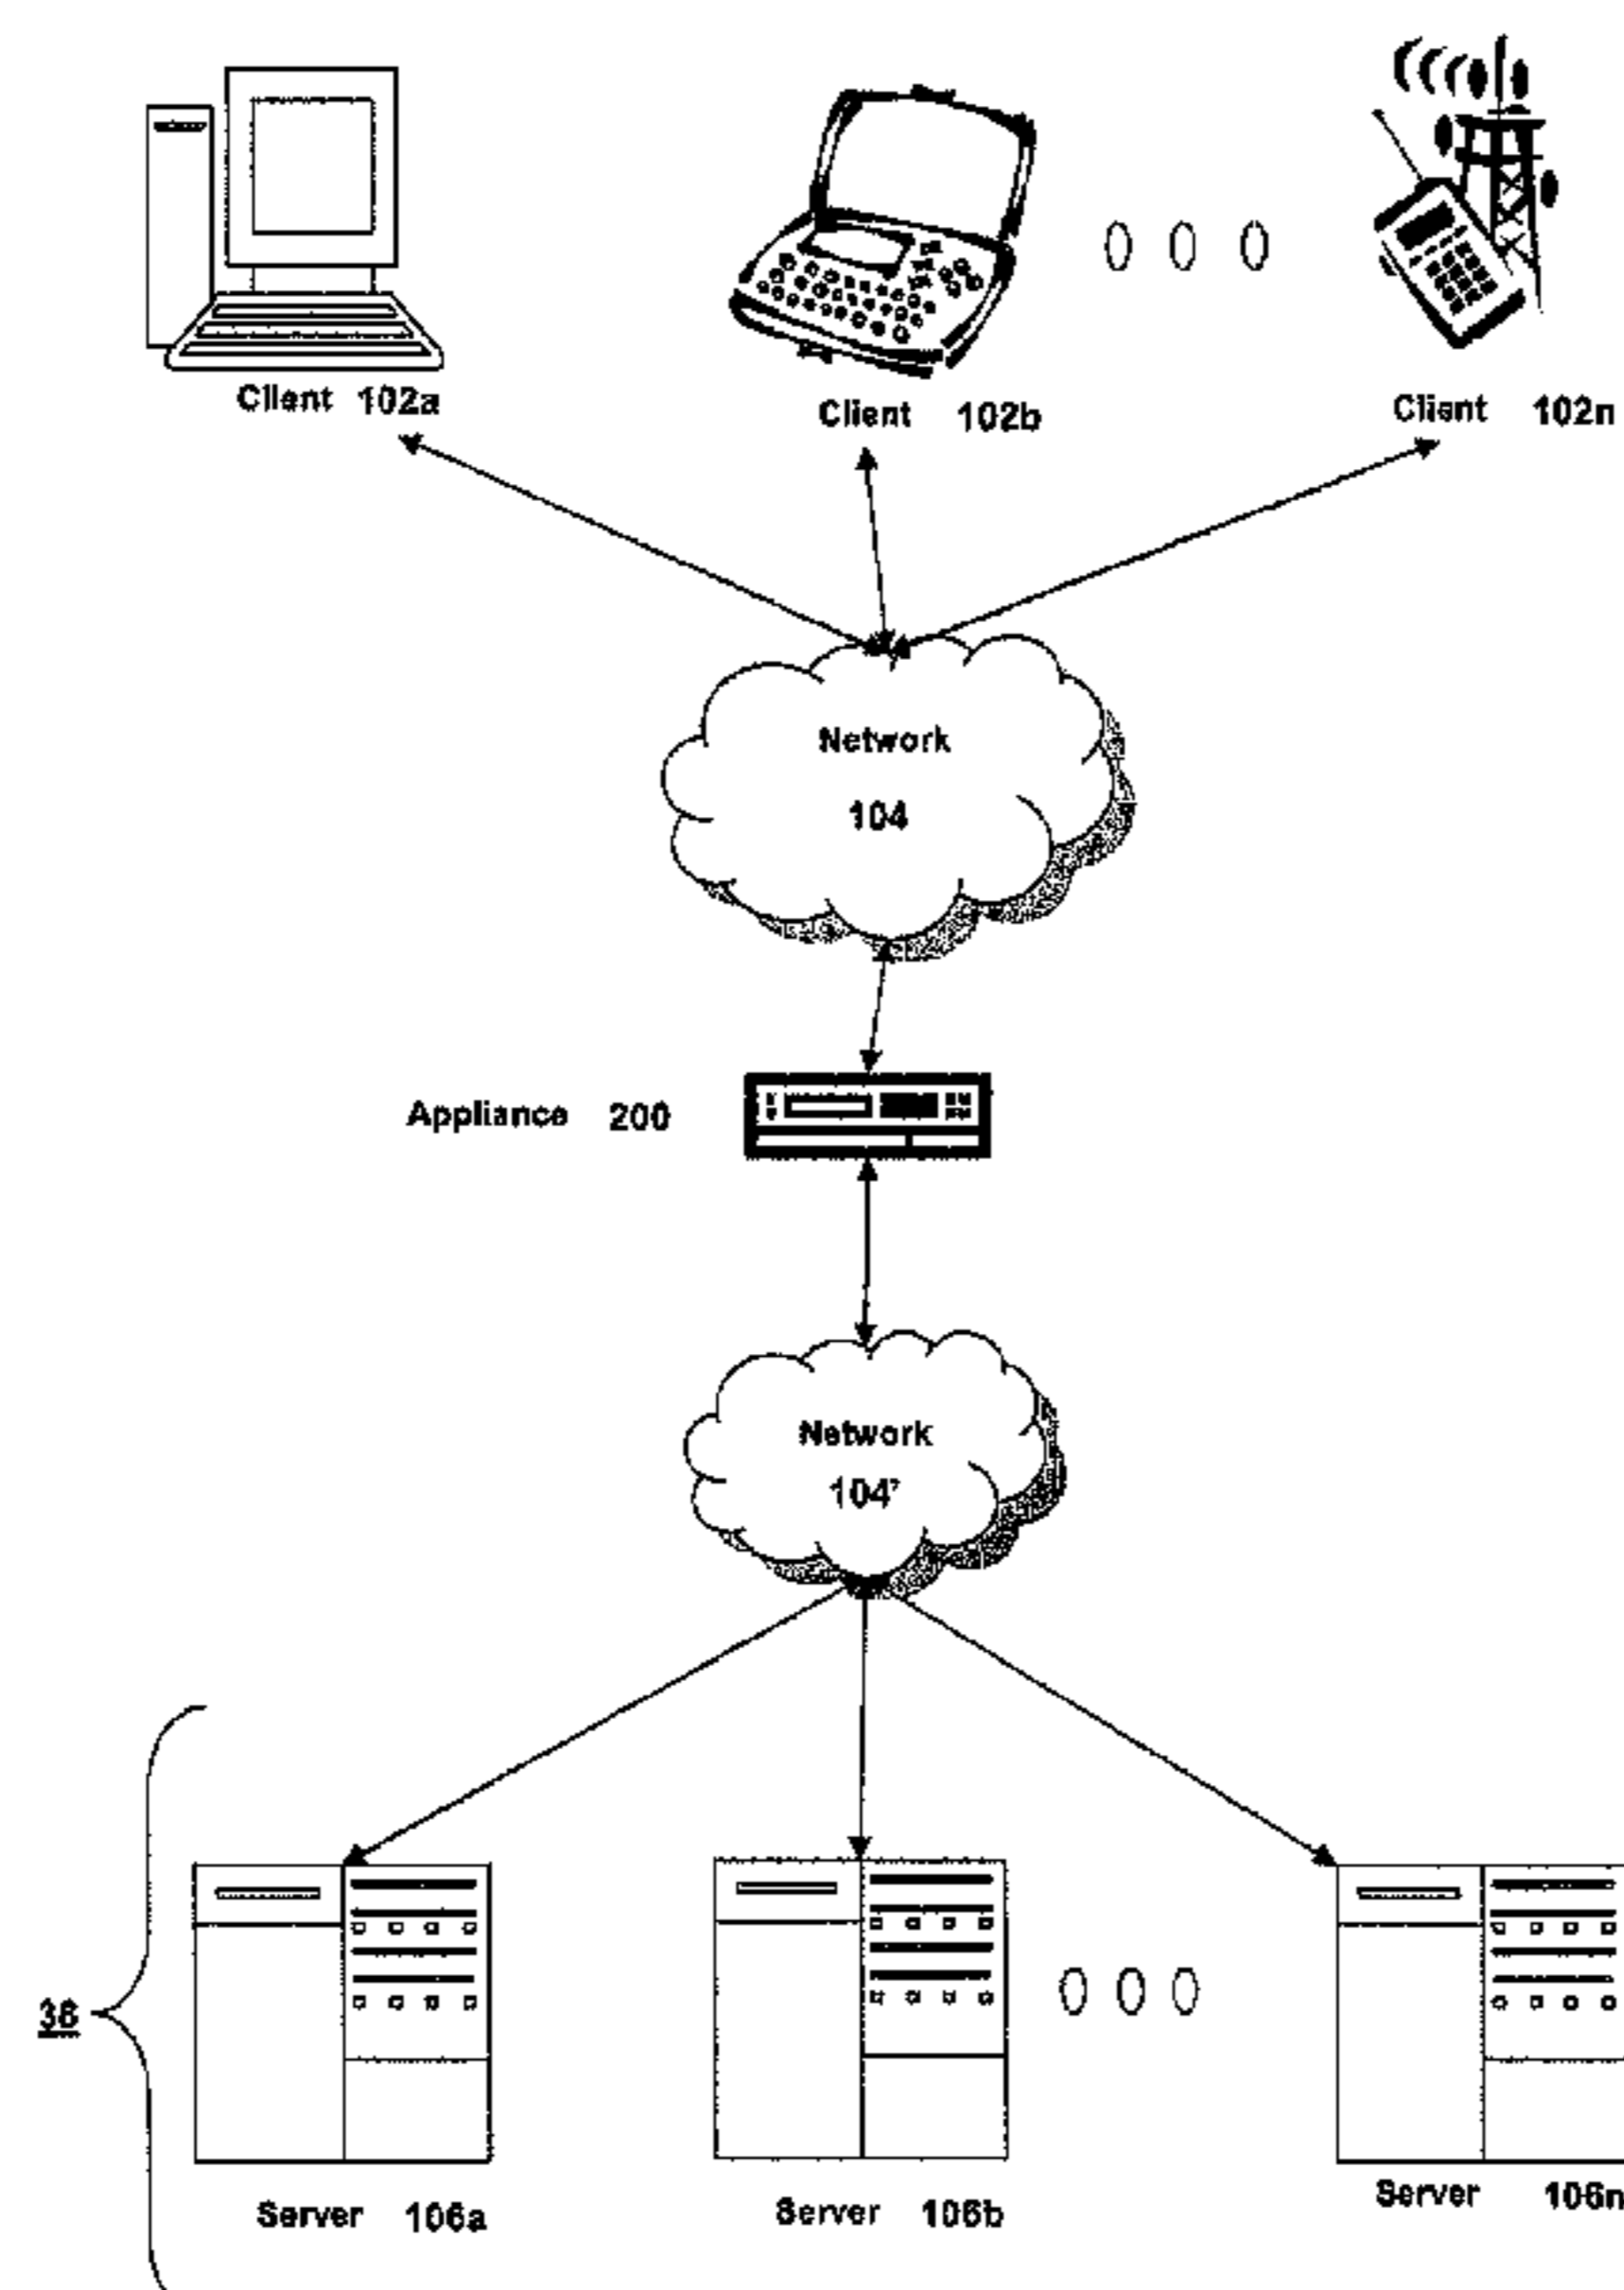 Client 102a
Client 102b
Client 102n
Network
104
Appliance 200
Network
104'
38
Server 106a
Server 106b
Server 106n